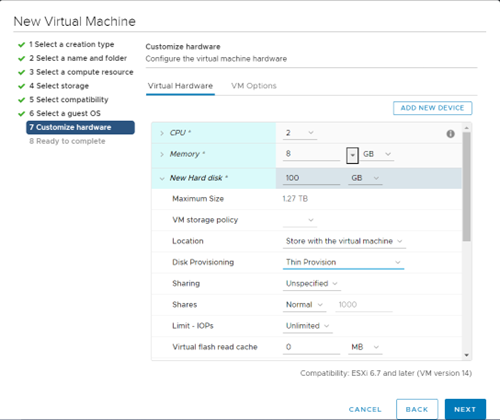 New Virtual Machine
1 Select a creation type
2 Select a name and folder
3 Select a compute resource
4 Select storage
5 Select compatibility
6 Select a guest OS
7 Customize hardware
8 Ready to complete
Customize hardware
Configure the virtual machine hardware
Virtual Hardware VM Options
ADD NEW DEVICE
CPU * 2
Memory * 8 GB
New Hard disk * 100 GB
Maximum Size 1.27 TB
VM storage policy
Location Store with the virtual machine
Disk Provisioning Thin Provision
Sharing Unspecified
Shares Normal 1000
Limit - IOPs Unlimited
Virtual flash read cache 0 MB
Compatibility: ESXi 6.7 and later (VM version 14)
CANCEL BACK NEXT